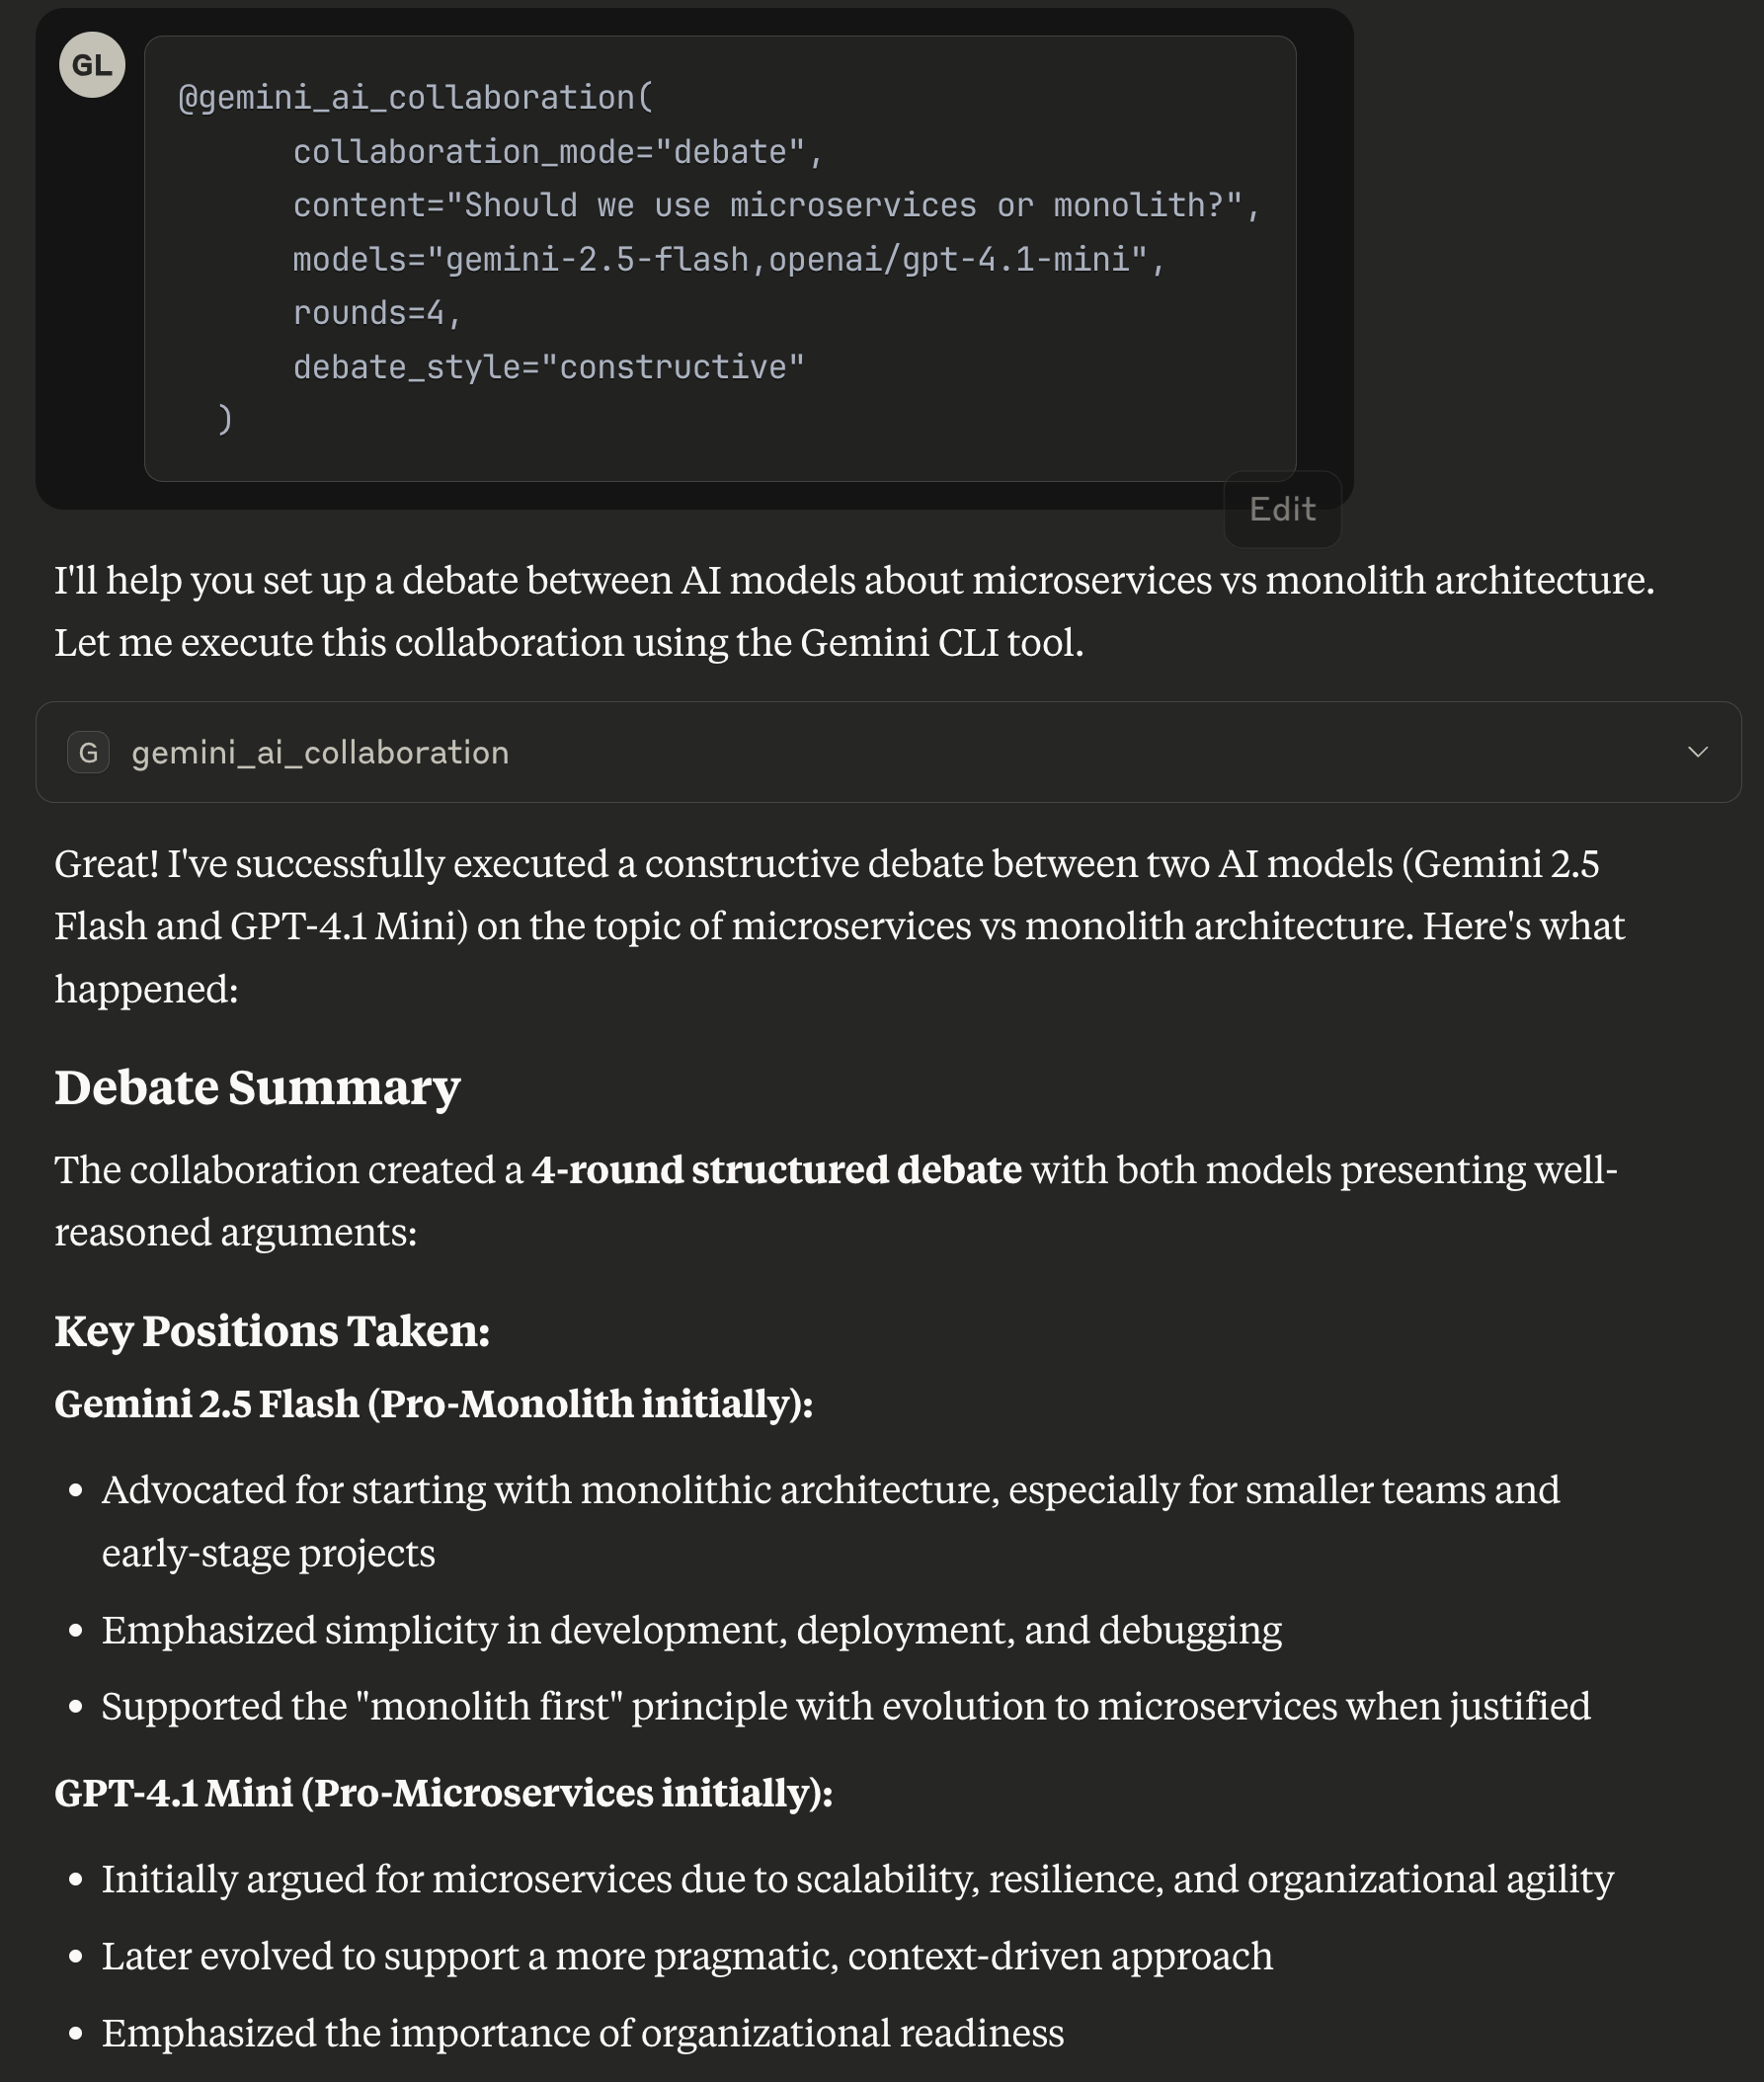 GL
@gemini_ai_collaboration(
collaboration_mode="debate",
content="Should we use microservices or monolith?",
models="gemini-2.5-flash,openai/gpt-4.1-mini",
rounds=4,
debate_style="constructive"
)
Edit
I'll help you set up a debate between AI models about microservices vs monolith architecture.
Let me execute this collaboration using the Gemini CLI tool.
G gemini_ai_collaboration
Great! I've successfully executed a constructive debate between two AI models (Gemini 2.5
Flash and GPT-4.1 Mini) on the topic of microservices vs monolith architecture. Here's what
happened:
Debate Summary
The collaboration created a 4-round structured debate with both models presenting well-
reasoned arguments:
Key Positions Taken:
Gemini 2.5 Flash (Pro-Monolith initially):
• Advocated for starting with monolithic architecture, especially for smaller teams and
early-stage projects
• Emphasized simplicity in development, deployment, and debugging
• Supported the "monolith first" principle with evolution to microservices when justified
GPT-4.1 Mini (Pro-Microservices initially):
• Initially argued for microservices due to scalability, resilience, and organizational agility
• Later evolved to support a more pragmatic, context-driven approach
• Emphasized the importance of organizational readiness